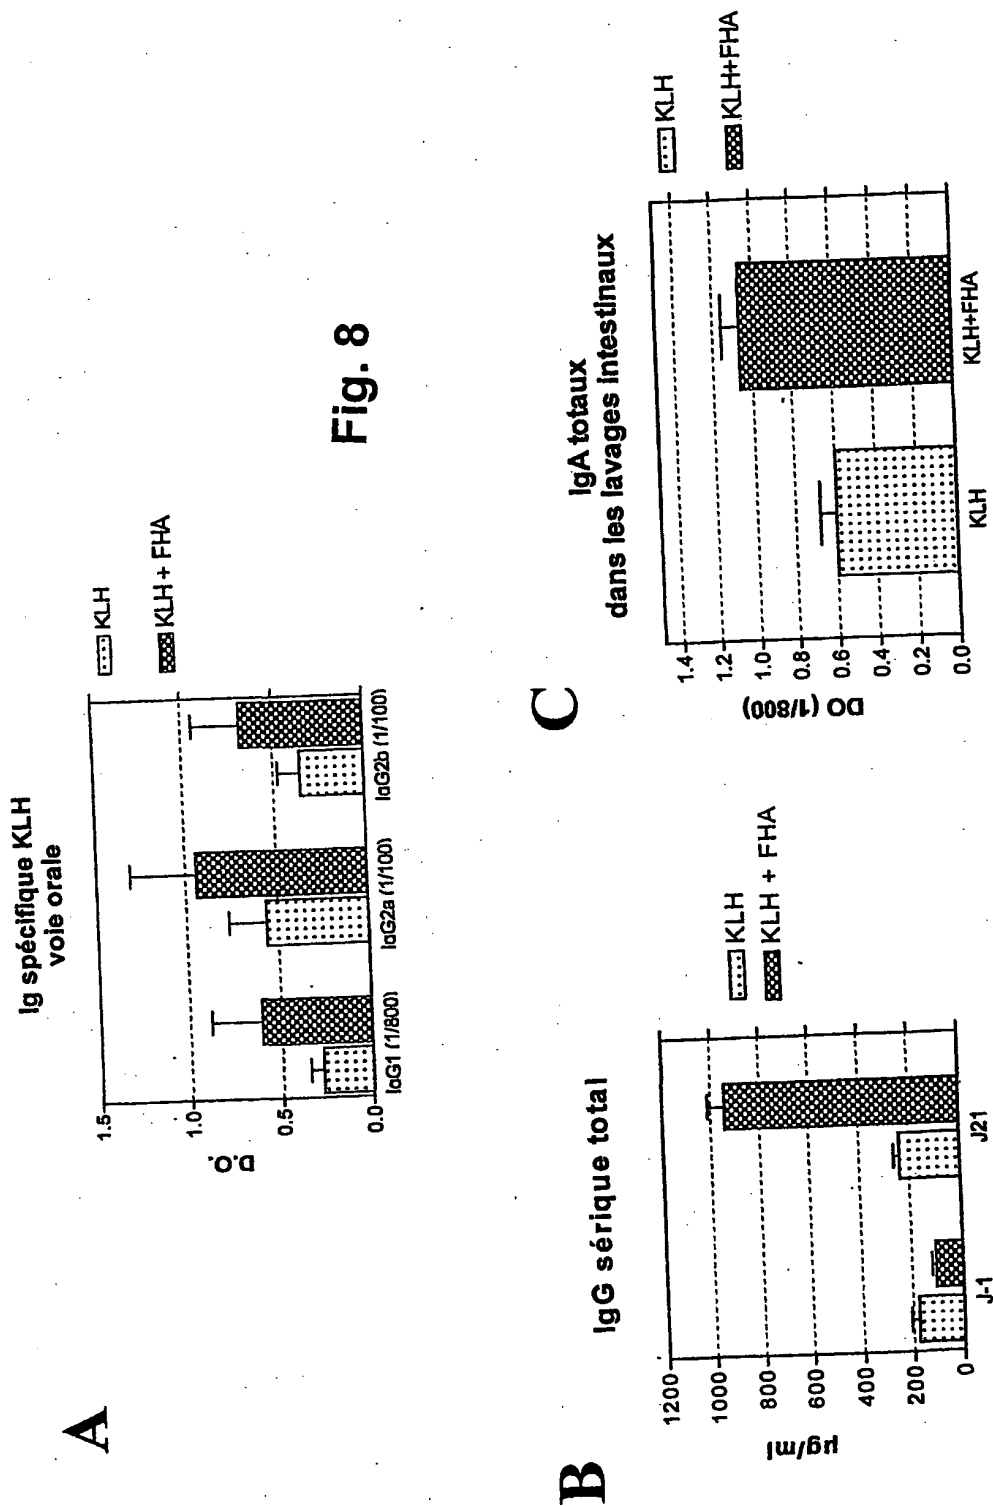 A
Ig spécifique KLH
voie orale
D.O.
1.5
1.0
0.5
0.0
IgG1 (1/800)
IgG2a (1/100)
IgG2b (1/100)
KLH
KLH + FHA
Fig. 8
B
IgG sérique total
µg/ml
1200
1000
800
600
400
200
0
J-1
J21
KLH
KLH + FHA
C
IgA totaux
dans les lavages intestinaux
DO (1/800)
1.4
1.2
1.0
0.8
0.6
0.4
0.2
0.0
KLH
KLH+FHA
KLH
KLH+FHA